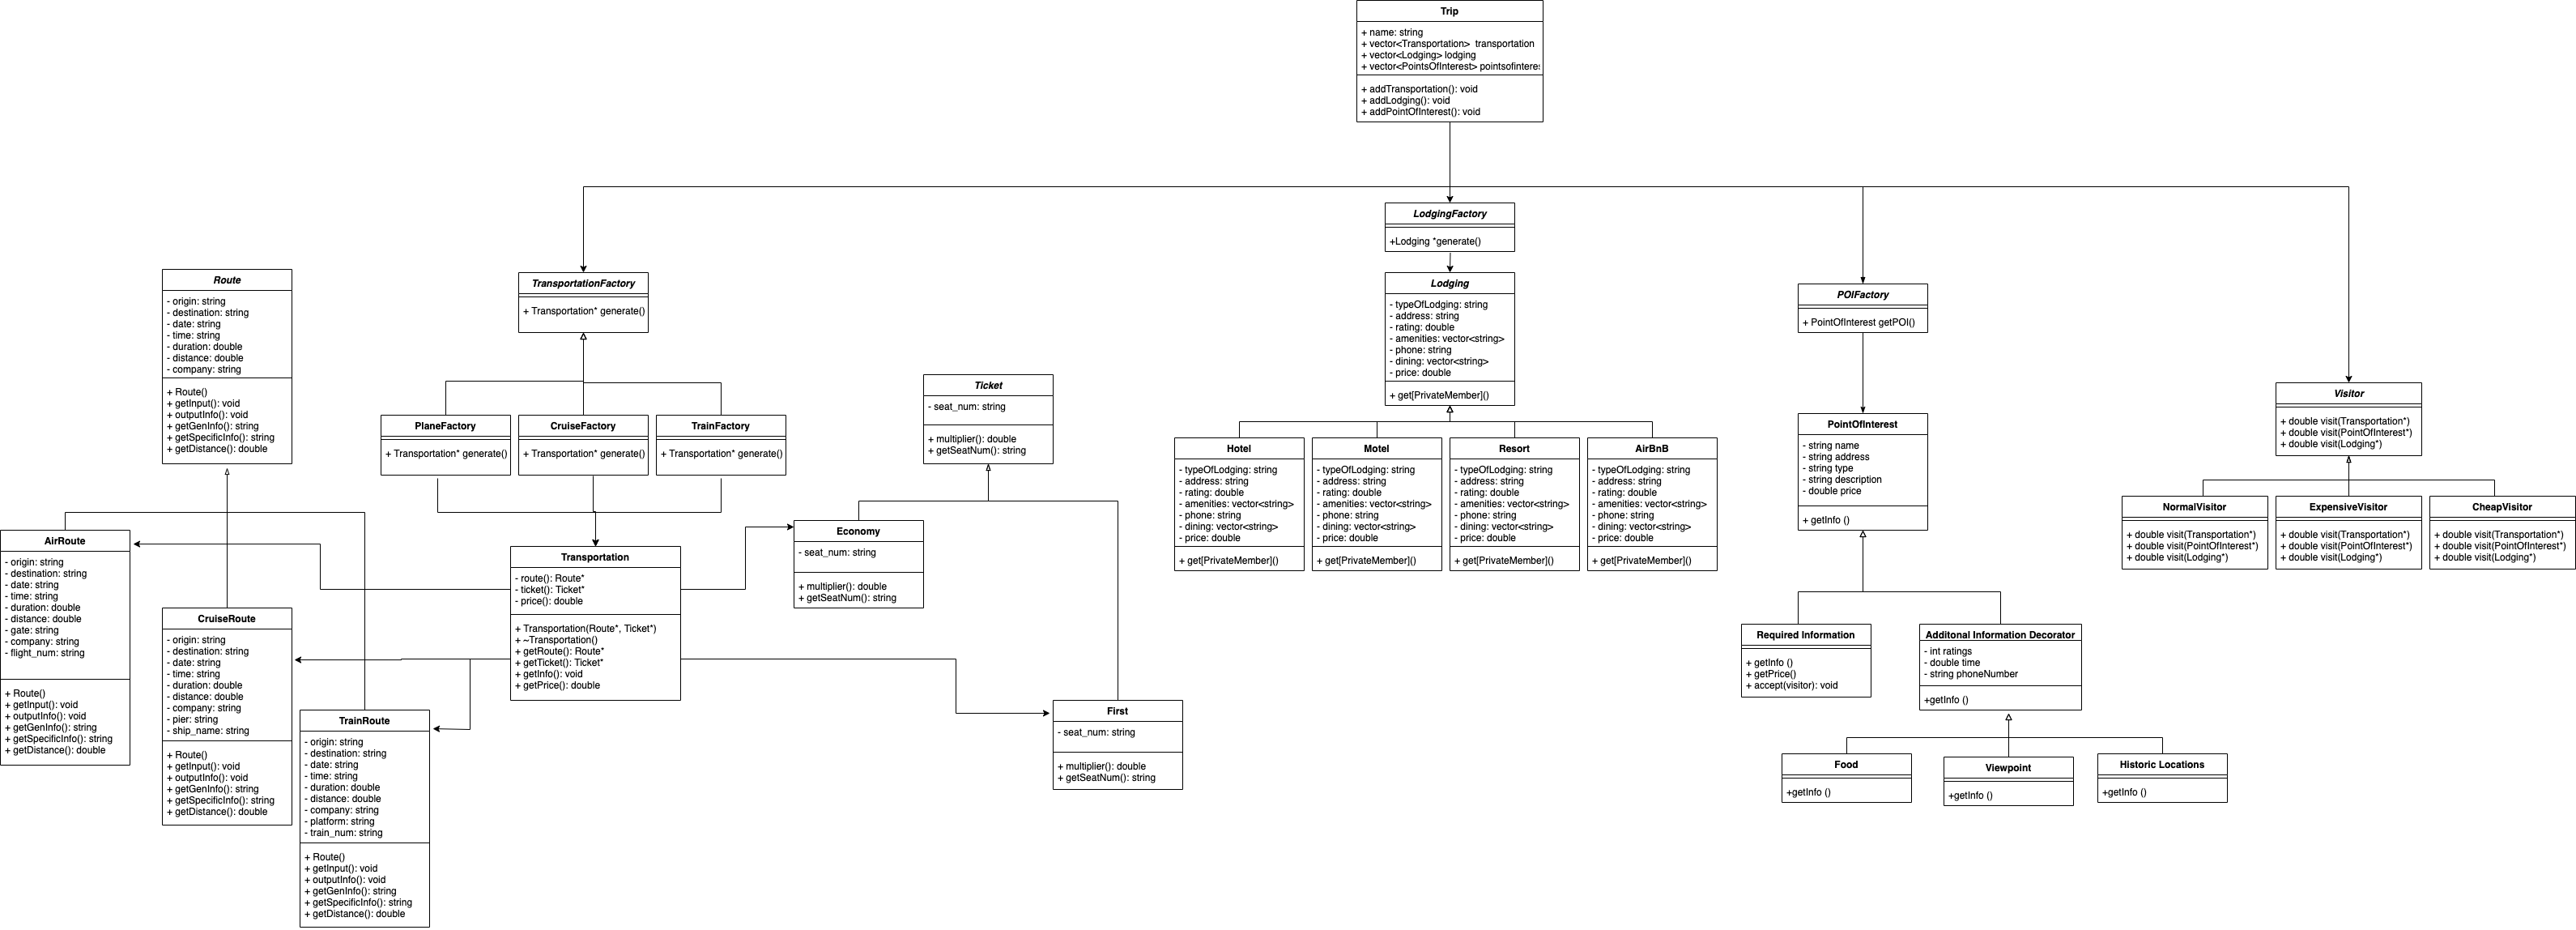 Trip
+ name: string
+ vector<Transportation>  transportation
+ vector<Lodging> lodging
+ vector<PointsOfInterest> pointsofinteres
+ addTransportation(): void
+ addLodging(): void
+ addPointOfInterest(): void
LodgingFactory
+Lodging *generate()
Route
- origin: string
- destination: string
- date: string
- time: string
- duration: double
- distance: double
- company: string
+ Route()
+ getInput(): void
+ outputInfo(): void
+ getGenInfo(): string
+ getSpecificInfo(): string
+ getDistance(): double
TransportationFactory
+ Transportation* generate()
Lodging
- typeOfLodging: string
- address: string
- rating: double
- amenities: vector<string>
- phone: string
- dining: vector<string>
- price: double
+ get[PrivateMember]()
POIFactory
+ PointOfInterest getPOI()
Ticket
- seat_num: string
+ multiplier(): double
+ getSeatNum(): string
Visitor
+ double visit(Transportation*)
+ double visit(PointOfInterest*)
+ double visit(Lodging*)
PlaneFactory
+ Transportation* generate()
CruiseFactory
+ Transportation* generate()
TrainFactory
+ Transportation* generate()
PointOfInterest
- string name
- string address
- string type
- string description
- double price
+ getInfo ()
Hotel
- typeOfLodging: string
- address: string
- rating: double
- amenities: vector<string>
- phone: string
- dining: vector<string>
- price: double
+ get[PrivateMember]()
Motel
- typeOfLodging: string
- address: string
- rating: double
- amenities: vector<string>
- phone: string
- dining: vector<string>
- price: double
+ get[PrivateMember]()
Resort
- typeOfLodging: string
- address: string
- rating: double
- amenities: vector<string>
- phone: string
- dining: vector<string>
- price: double
+ get[PrivateMember]()
AirBnB
- typeOfLodging: string
- address: string
- rating: double
- amenities: vector<string>
- phone: string
- dining: vector<string>
- price: double
+ get[PrivateMember]()
NormalVisitor
+ double visit(Transportation*)
+ double visit(PointOfInterest*)
+ double visit(Lodging*)
ExpensiveVisitor
+ double visit(Transportation*)
+ double visit(PointOfInterest*)
+ double visit(Lodging*)
CheapVisitor
+ double visit(Transportation*)
+ double visit(PointOfInterest*)
+ double visit(Lodging*)
AirRoute
- origin: string
- destination: string
- date: string
- time: string
- duration: double
- distance: double
- gate: string
- company: string
- flight_num: string
+ Route()
+ getInput(): void
+ outputInfo(): void
+ getGenInfo(): string
+ getSpecificInfo(): string
+ getDistance(): double
Economy
- seat_num: string
+ multiplier(): double
+ getSeatNum(): string
Transportation
- route(): Route*
- ticket(): Ticket*
- price(): double
+ Transportation(Route*, Ticket*)
+ ~Transportation()
+ getRoute(): Route*
+ getTicket(): Ticket*
+ getInfo(): void
+ getPrice(): double
CruiseRoute
- origin: string
- destination: string
- date: string
- time: string
- duration: double
- distance: double
- company: string
- pier: string
- ship_name: string
+ Route()
+ getInput(): void
+ outputInfo(): void
+ getGenInfo(): string
+ getSpecificInfo(): string
+ getDistance(): double
Required Information
+ getInfo ()
+ getPrice()
+ accept(visitor): void
Additonal Information Decorator
- int ratings
- double time
- string phoneNumber
+getInfo ()
First
- seat_num: string
+ multiplier(): double
+ getSeatNum(): string
TrainRoute
- origin: string
- destination: string
- date: string
- time: string
- duration: double
- distance: double
- company: string
- platform: string
- train_num: string
+ Route()
+ getInput(): void
+ outputInfo(): void
+ getGenInfo(): string
+ getSpecificInfo(): string
+ getDistance(): double
Food
+getInfo ()
Viewpoint
+getInfo ()
Historic Locations
+getInfo ()